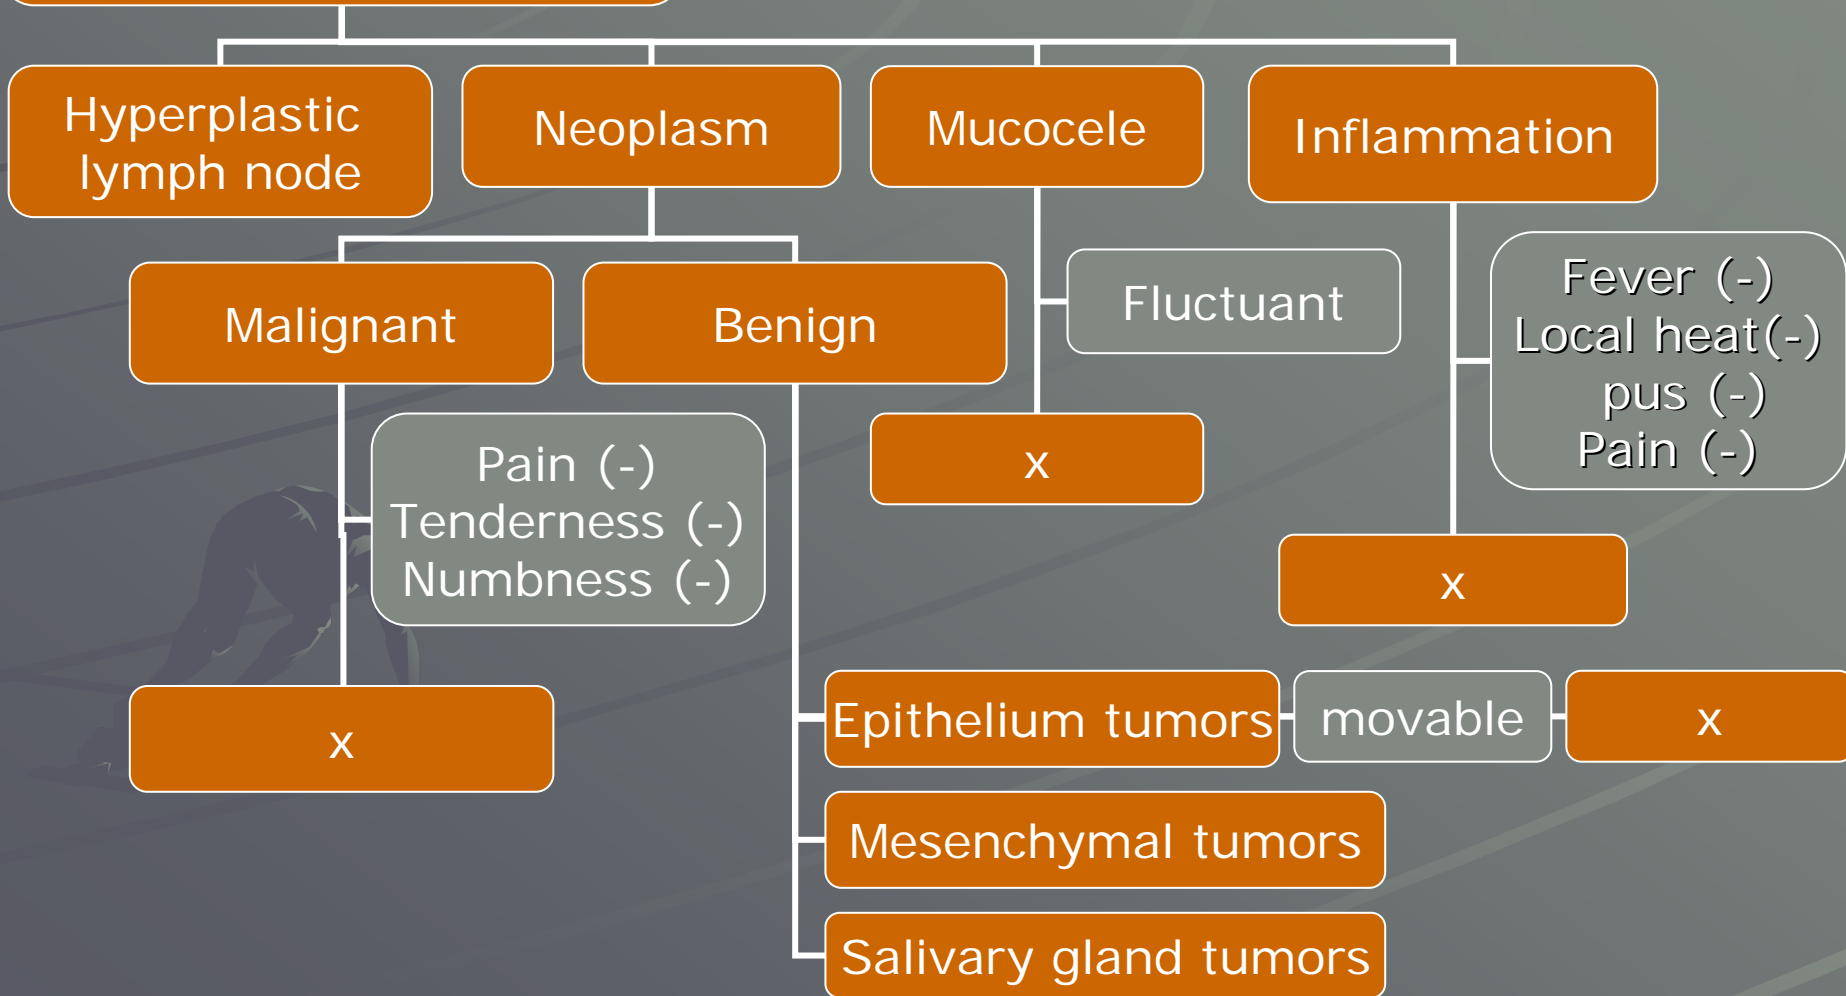 Hyperplastic
lymph node
Neoplasm
Mucocele
Inflammation
Malignant
Benign
Fluctuant
Fever (-)
Local heat(-)
pus (-)
Pain (-)
Pain (-)
Tenderness (-)
Numbness (-)
x
x
x
Epithelium tumors
movable
x
Mesenchymal tumors
Salivary gland tumors